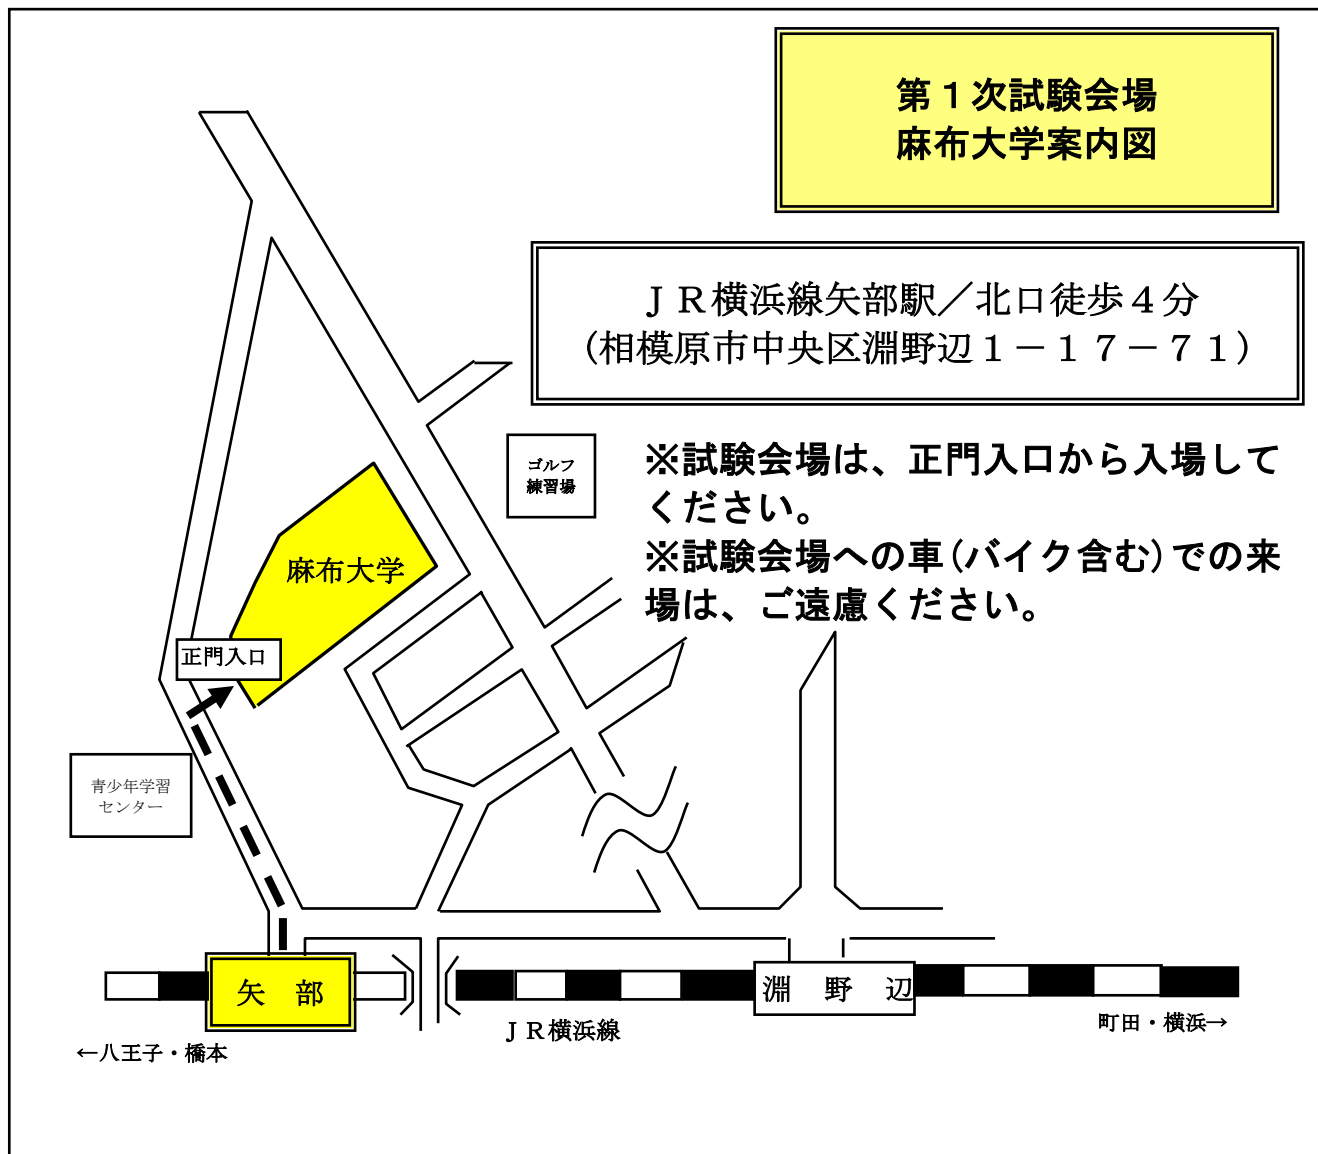 第１次試験会場
麻布大学案内図
ＪＲ横浜線矢部駅／北口徒歩４分
（相模原市中央区淵野辺１－１７－７１）
ゴルフ
練習場
※試験会場は、正門入口から入場して
ください。
※試験会場への車（バイク含む）での来
場は、ご遠慮ください。
麻布大学
正門入口
青少年学習
センター
矢　部
淵　野　辺
ＪＲ横浜線
町田・横浜→
←八王子・橋本